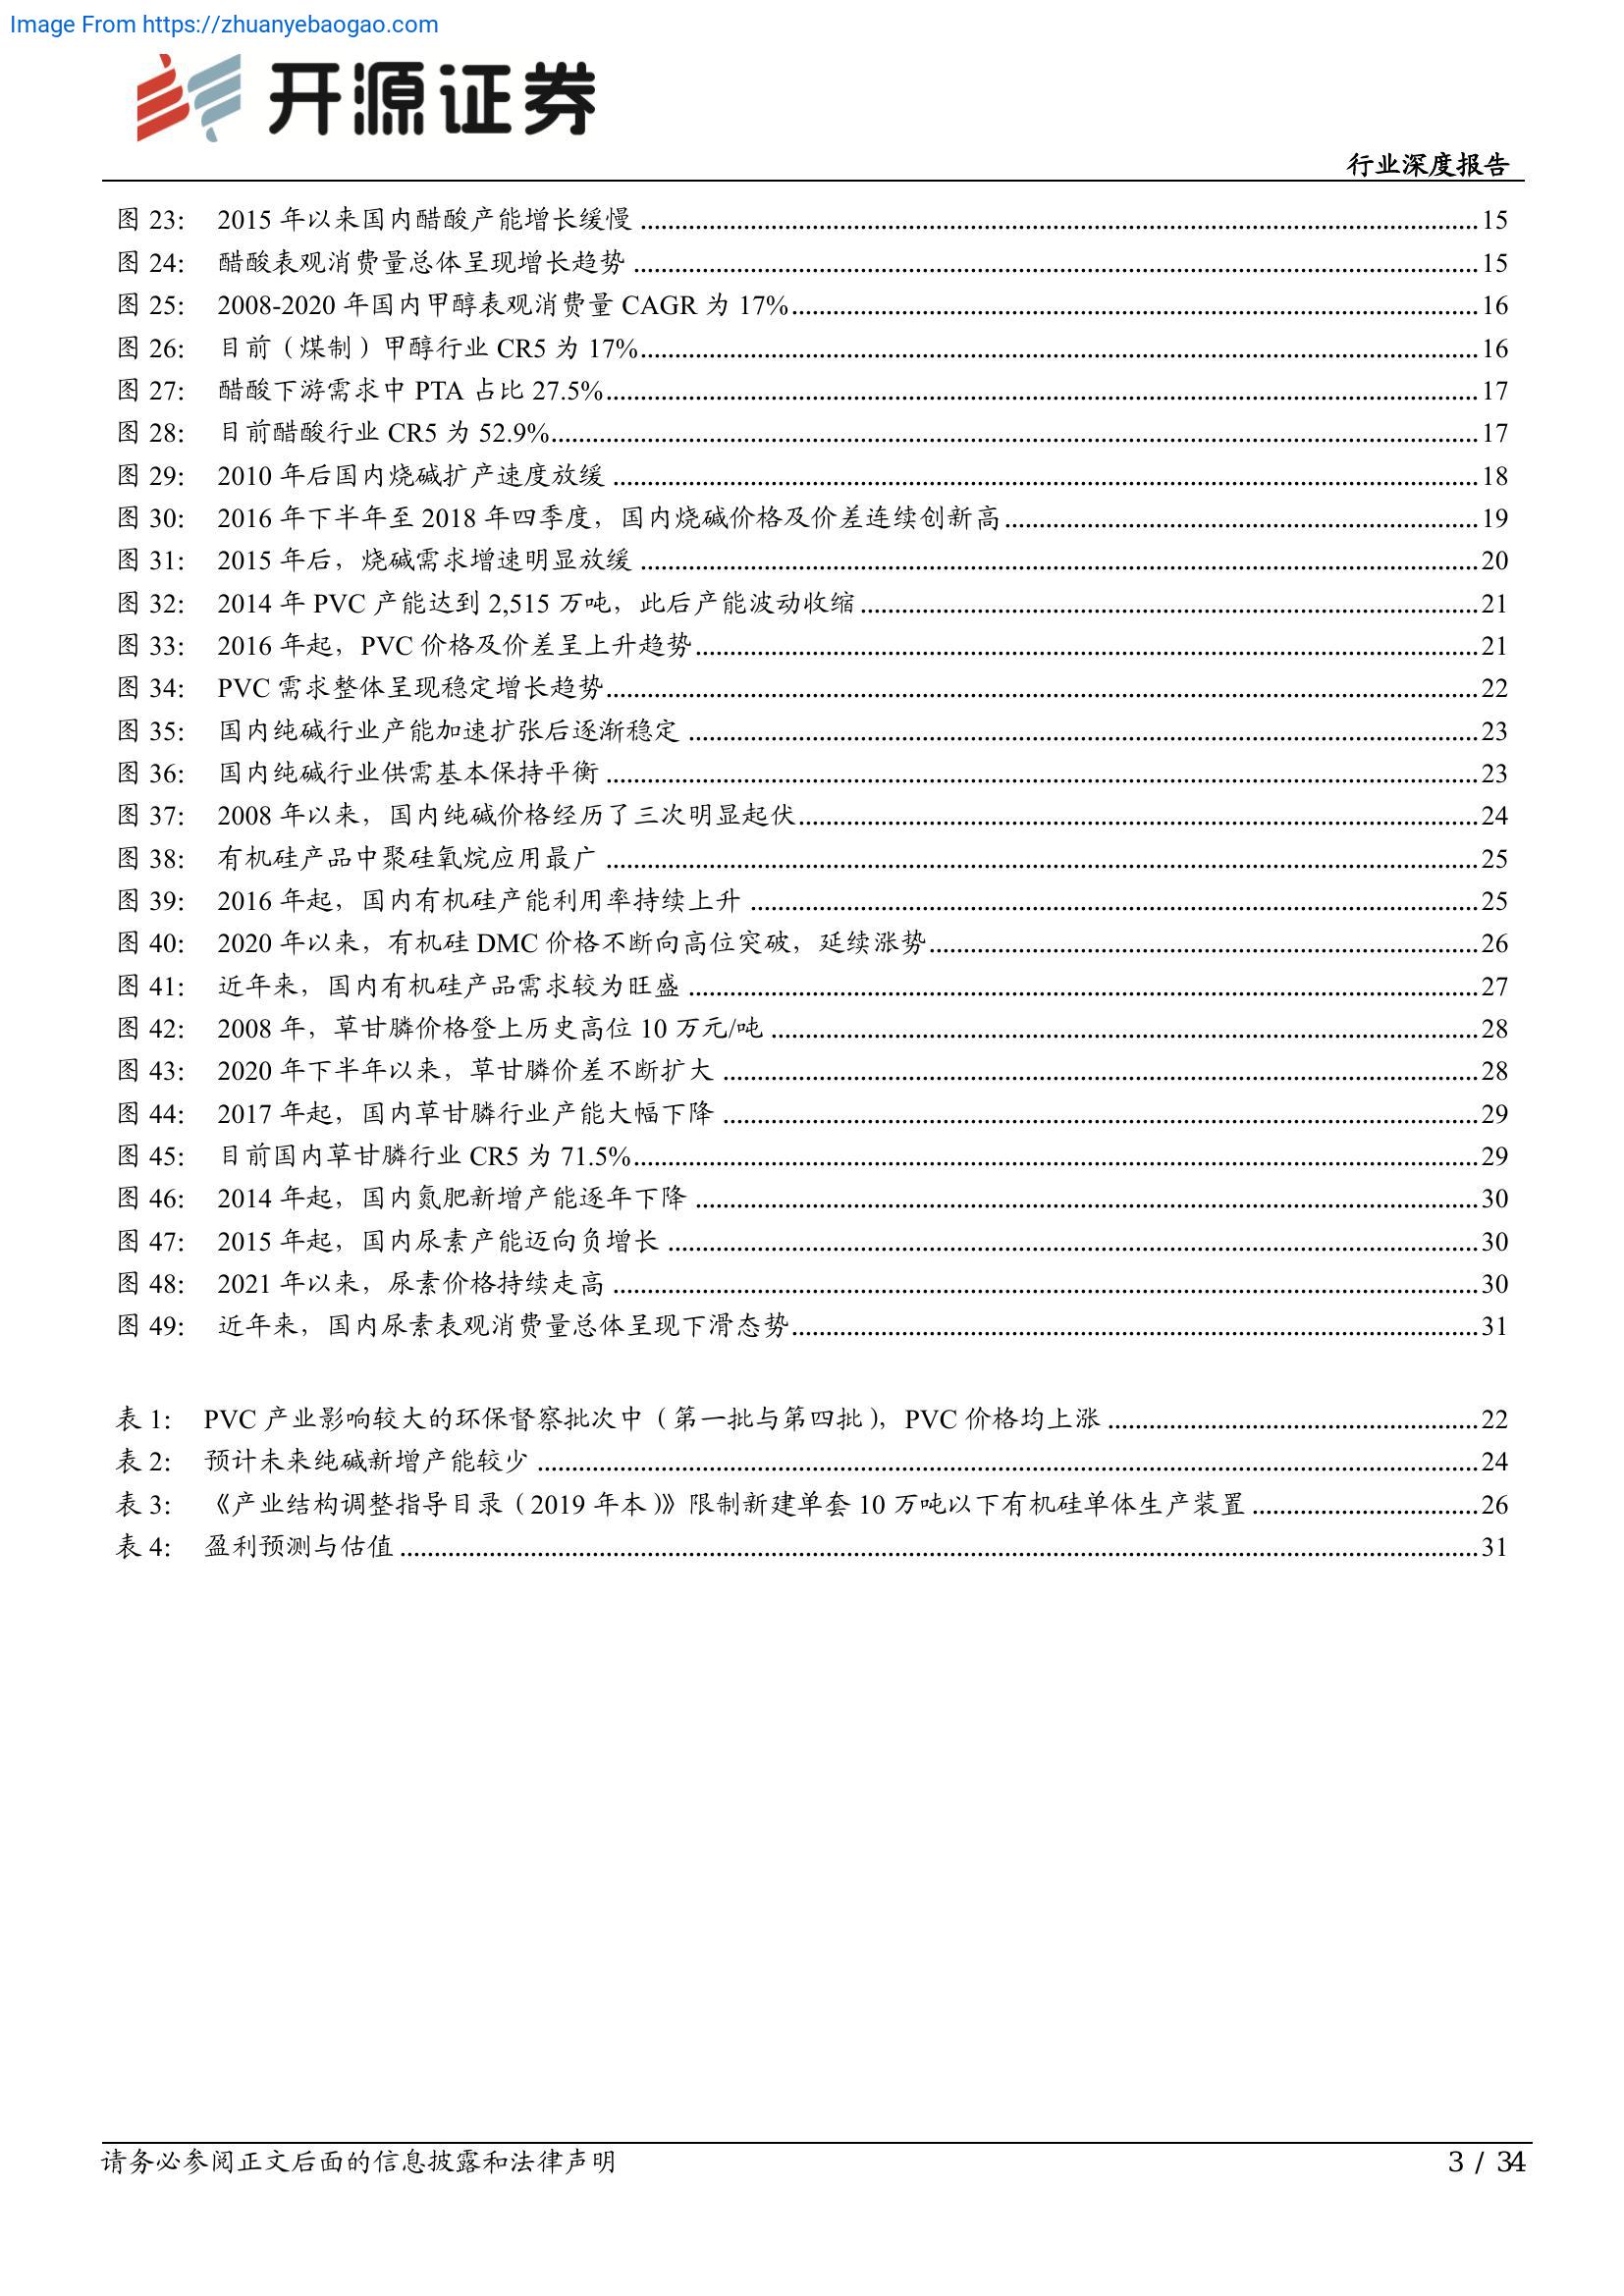 Image From https://zhuanyebaogao.com
开源证券
行业深度报告
图 23: 2015 年以来国内醋酸产能增长缓慢 15
图 24: 醋酸表观消费量总体呈现增长趋势 15
图 25: 2008-2020 年国内甲醇表观消费量 CAGR 为 17% 16
图 26: 目前（煤制）甲醇行业 CR5 为 17% 16
图 27: 醋酸下游需求中 PTA 占比 27.5% 17
图 28: 目前醋酸行业 CR5 为 52.9% 17
图 29: 2010 年后国内烧碱扩产速度放缓 18
图 30: 2016 年下半年至 2018 年四季度，国内烧碱价格及价差连续创新高 19
图 31: 2015 年后，烧碱需求增速明显放缓 20
图 32: 2014 年 PVC 产能达到 2,515 万吨，此后产能波动收缩 21
图 33: 2016 年起，PVC 价格及价差呈上升趋势 21
图 34: PVC 需求整体呈现稳定增长趋势 22
图 35: 国内纯碱行业产能加速扩张后逐渐稳定 23
图 36: 国内纯碱行业供需基本保持平衡 23
图 37: 2008 年以来，国内纯碱价格经历了三次明显起伏 24
图 38: 有机硅产品中聚硅氧烷应用最广 25
图 39: 2016 年起，国内有机硅产能利用率持续上升 25
图 40: 2020 年以来，有机硅 DMC 价格不断向高位突破，延续涨势 26
图 41: 近年来，国内有机硅产品需求较为旺盛 27
图 42: 2008 年，草甘膦价格登上历史高位 10 万元/吨 28
图 43: 2020 年下半年以来，草甘膦价差不断扩大 28
图 44: 2017 年起，国内草甘膦行业产能大幅下降 29
图 45: 目前国内草甘膦行业 CR5 为 71.5% 29
图 46: 2014 年起，国内氮肥新增产能逐年下降 30
图 47: 2015 年起，国内尿素产能迈向负增长 30
图 48: 2021 年以来，尿素价格持续走高 30
图 49: 近年来，国内尿素表观消费量总体呈现下滑态势 31
表 1: PVC 产业影响较大的环保督察批次中（第一批与第四批），PVC 价格均上涨 22
表 2: 预计未来纯碱新增产能较少 24
表 3: 《产业结构调整指导目录（2019 年本）》限制新建单套 10 万吨以下有机硅单体生产装置 26
表 4: 盈利预测与估值 31
请务必参阅正文后面的信息披露和法律声明 3 / 34